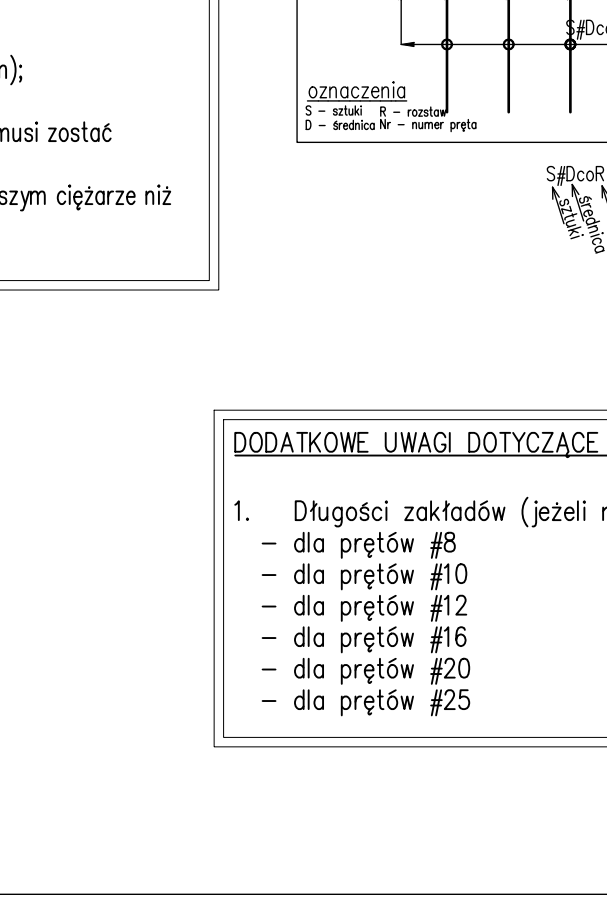 m);
musi zostać
szym ciężarze niż
S#Dco
oznaczenia
S – sztuki R – rozstaw
D – średnica Nr – numer pręta
S#DcoR
sztuki
średnica
DODATKOWE UWAGI DOTYCZĄCE
1. Długości zakładów (jeżeli
– dla prętów #8
– dla prętów #10
– dla prętów #12
– dla prętów #16
– dla prętów #20
– dla prętów #25